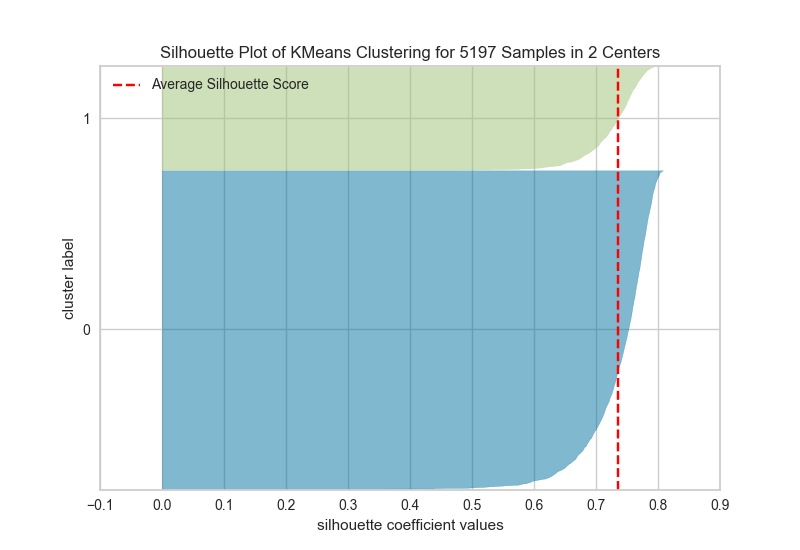 Silhouette Plot of KMeans Clustering for 5197 Samples in 2 Centers
Average Silhouette Score
1
0
cluster label
−0.1 0.0 0.1 0.2 0.3 0.4 0.5 0.6 0.7 0.8 0.9
silhouette coefficient values